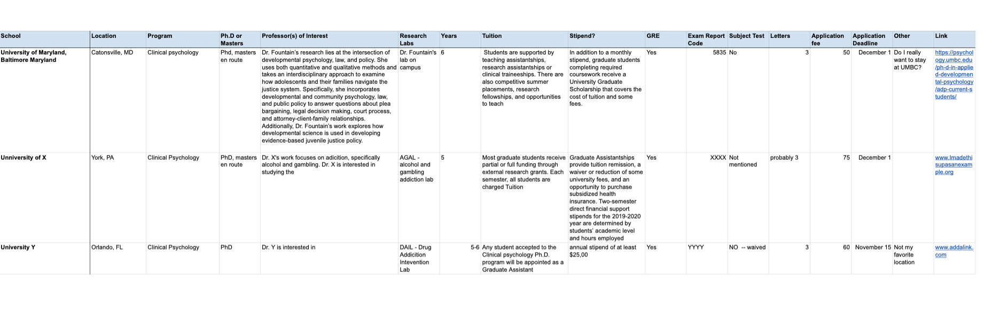 School Location Program Ph.D or Masters Professor(s) of Interest Research Labs Years Tuition Stipend? GRE Exam Report Code Subject Test Letters Application fee Application Deadline Other Link
University of Maryland,
Baltimore Maryland
Catonsville, MD
Clinical psychology
Phd, masters
en route
Dr. Fountain's research lies at the intersection of
developmental psychology, law, and policy. She
uses both quantitative and qualitative methods and
takes an interdisciplinary approach to examine
how adolescents and their families navigate the
justice system. Specifically, she incorporates
developmental and community psychology, law,
and public policy to answer questions about plea
bargaining, legal decision making, court process,
and attorney-client-family relationships.
Additionally, Dr. Fountain's work explores how
developmental science is used in developing
evidence-based juvenile justice policy.
Dr. Fountain's
lab on
campus
6
Students are supported by
teaching assistantships,
research assistantships or
clinical traineeships. There are
also competitive summer
placements, research
fellowships, and opportunities
to teach
In addition to a monthly
stipend, graduate students
completing required
coursework receive a
University Graduate
Scholarship that covers the
cost of tuition and some
fees.
Yes
5835
No
3
50
December 1
Do I really
want to stay
at UMBC?
https://psychol
ogy.umbc.edu
/ph-d-in-applie
d-developmen
tal-psychology
/adp-current-s
tudents/
Unniversity of X
York, PA
Clinical Psychology
PhD, masters
en route
Dr. X's work focuses on adicition, specifically
alcohol and gambling. Dr. X is interested in
studying the
AGAL -
alcohol and
gambling
addiction lab
5
Most graduate students receive
partial or full funding through
external research grants. Each
semester, all students are
charged Tuition
Graduate Assistantships
provide tuition remission, a
waiver or reduction of some
university fees, and an
opportunity to purchase
subsidized health
insurance. Two-semester
direct financial support
stipends for the 2019-2020
year are determined by
students' academic level
and hours employed
Yes
XXXX
Not
mentioned
probably 3
75
December 1
www.Imadethi
supasanexam
ple.org
University Y
Orlando, FL
Clinical Psychology
PhD
Dr. Y is interested in
DAIL - Drug
Addicition
Intevention
Lab
5-6
Any student accepted to the
Clinical psychology Ph.D.
program will be appointed as a
Graduate Assistant
annual stipend of at least
$25,00
Yes
YYYY
NO -- waived
3
60
November 15
Not my
favorite
location
www.addalink.
com